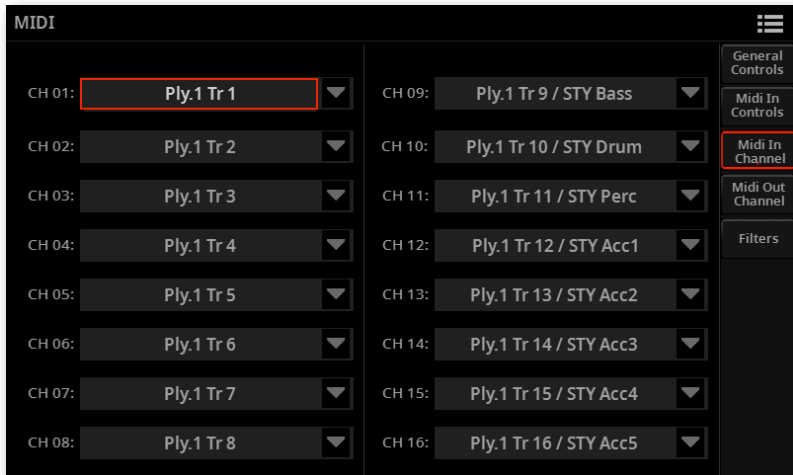 MIDI
CH 01: Ply.1 Tr 1
CH 02: Ply.1 Tr 2
CH 03: Ply.1 Tr 3
CH 04: Ply.1 Tr 4
CH 05: Ply.1 Tr 5
CH 06: Ply.1 Tr 6
CH 07: Ply.1 Tr 7
CH 08: Ply.1 Tr 8
CH 09: Ply.1 Tr 9 / STY Bass
CH 10: Ply.1 Tr 10 / STY Drum
CH 11: Ply.1 Tr 11 / STY Perc
CH 12: Ply.1 Tr 12 / STY Acc1
CH 13: Ply.1 Tr 13 / STY Acc2
CH 14: Ply.1 Tr 14 / STY Acc3
CH 15: Ply.1 Tr 15 / STY Acc4
CH 16: Ply.1 Tr 16 / STY Acc5
General
Controls
Midi In
Controls
Midi In
Channel
Midi Out
Channel
Filters